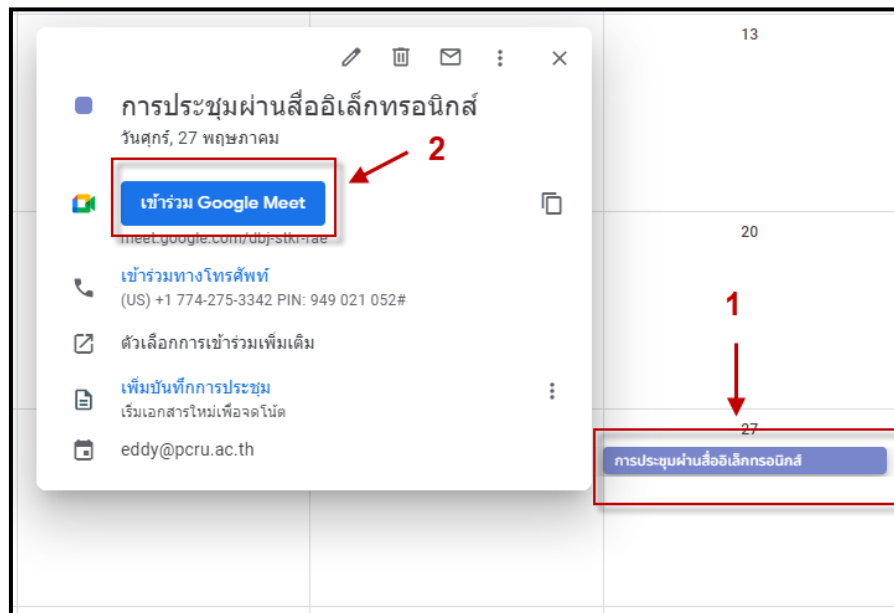 13
การประชุมผ่านสื่ออิเล็กทรอนิกส์
วันศุกร์, 27 พฤษภาคม
2
เข้าร่วม Google Meet
meet.google.com/dbj-stkr-rae
20
เข้าร่วมทางโทรศัพท์
(US) +1 774-275-3342 PIN: 949 021 052#
1
ตัวเลือกการเข้าร่วมเพิ่มเติม
เพิ่มบันทึกการประชุม
เริ่มเอกสารใหม่เพื่อจดโน้ต
27
eddy@pcru.ac.th
การประชุมผ่านสื่ออิเล็กทรอนิกส์